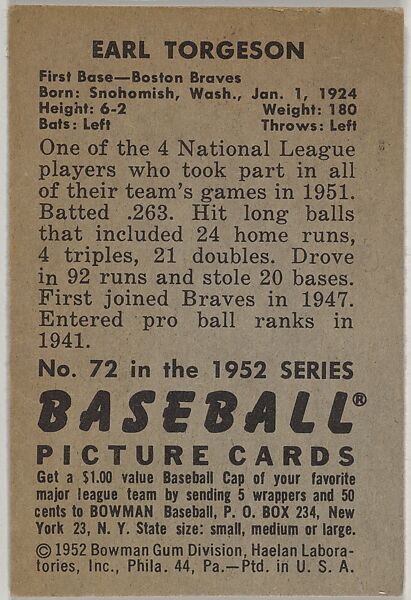 EARL TORGESON
First Base—Boston Braves
Born: Snohomish, Wash., Jan. 1, 1924
Height: 6-2 Weight: 180
Bats: Left Throws: Left
One of the 4 National League
players who took part in all
of their team's games in 1951.
Batted .263. Hit long balls
that included 24 home runs,
4 triples, 21 doubles. Drove
in 92 runs and stole 20 bases.
First joined Braves in 1947.
Entered pro ball ranks in
1941.
No. 72 in the 1952 SERIES
BASEBALL®
PICTURE CARDS
Get a $1.00 value Baseball Cap of your favorite
major league team by sending 5 wrappers and 50
cents to BOWMAN Baseball, P. O. BOX 234, New
York 23, N. Y. State size: small, medium or large.
© 1952 Bowman Gum Division, Haelan Labora-
tories, Inc., Phila. 44, Pa.—Ptd. in U. S. A.